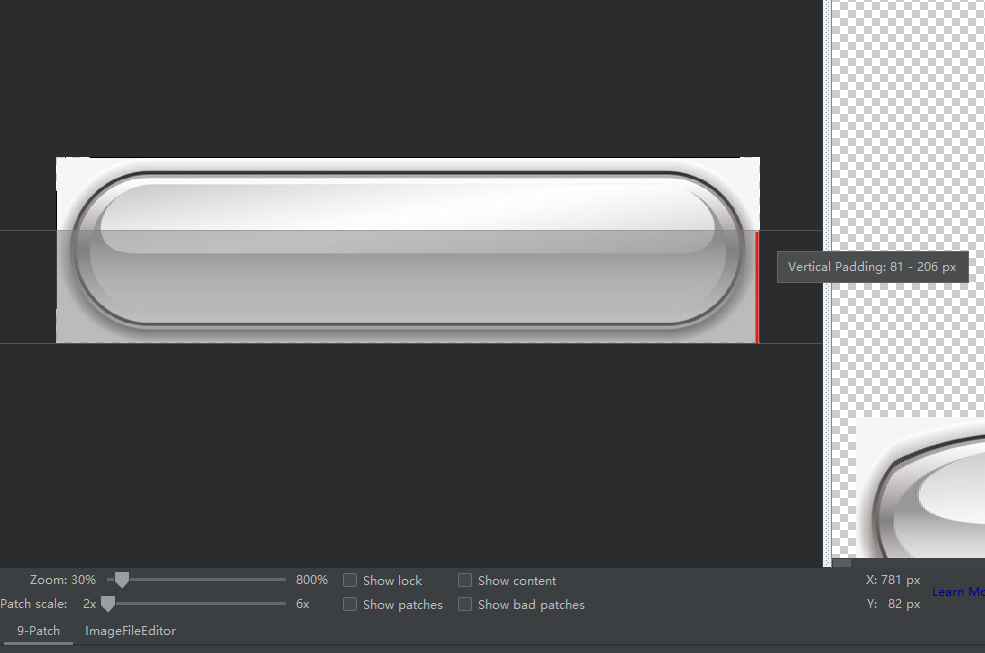 Vertical Padding: 81 - 206 px
Zoom: 30% 800% Show lock Show content X: 781 px
Learn Mo
Patch scale: 2x 6x Show patches Show bad patches Y: 82 px
9-Patch ImageFileEditor